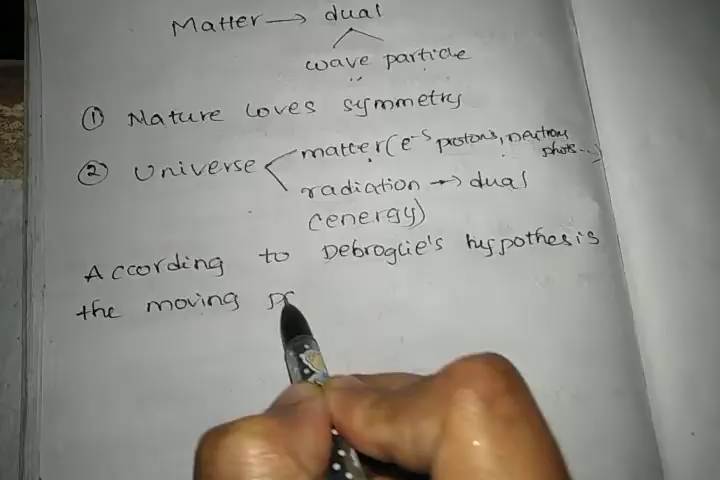 Matter → dual
wave particle
① Nature loves symmetry
② Universe matter (e⁻s protons, neutrons
radiation → dual
(energy)
According to Debroglie's hypothesis
the moving